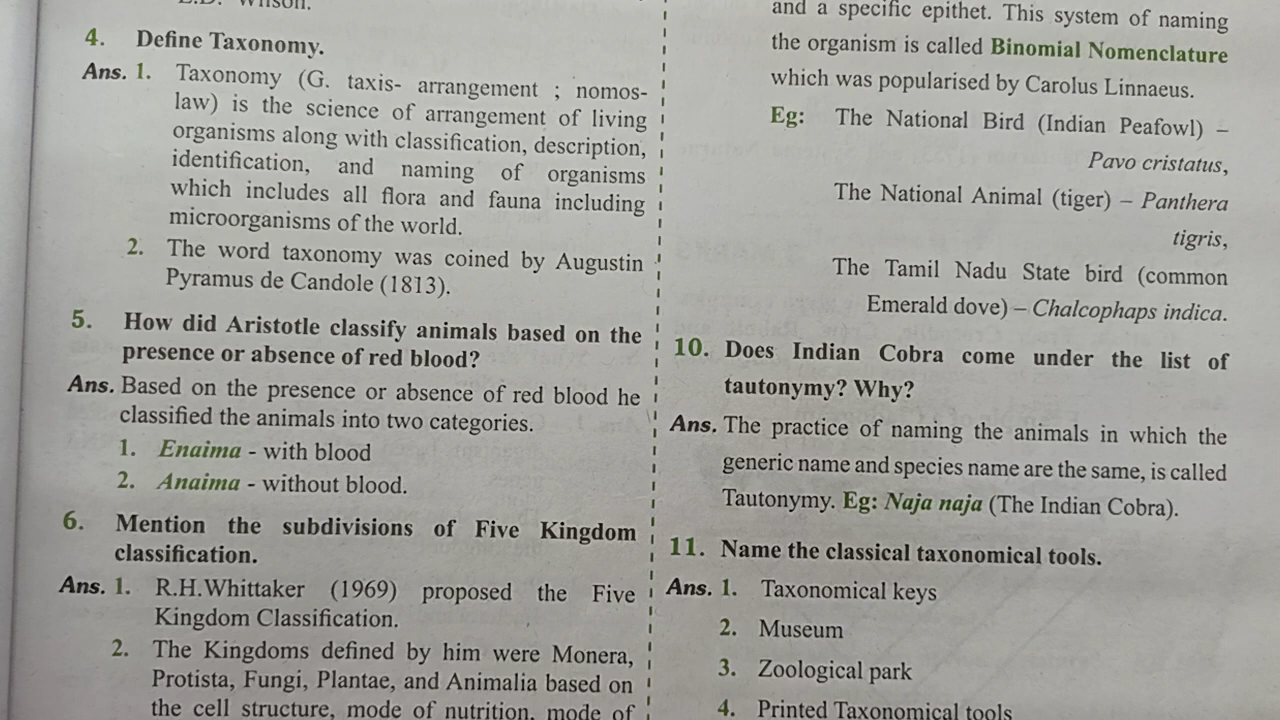 4. Define Taxonomy.
Ans. 1. Taxonomy (G. taxis- arrangement ; nomos-
law) is the science of arrangement of living
organisms along with classification, description,
identification, and naming of organisms
which includes all flora and fauna including
microorganisms of the world.
2. The word taxonomy was coined by Augustin
Pyramus de Candole (1813).
5. How did Aristotle classify animals based on the
presence or absence of red blood?
Ans. Based on the presence or absence of red blood he
classified the animals into two categories.
1. Enaima - with blood
2. Anaima - without blood.
6. Mention the subdivisions of Five Kingdom
classification.
Ans. 1. R.H.Whittaker (1969) proposed the Five
Kingdom Classification.
2. The Kingdoms defined by him were Monera,
Protista, Fungi, Plantae, and Animalia based on
the cell structure, mode of nutrition, mode of
and a specific epithet. This system of naming
the organism is called Binomial Nomenclature
which was popularised by Carolus Linnaeus.
Eg: The National Bird (Indian Peafowl) –
Pavo cristatus,
The National Animal (tiger) – Panthera
tigris,
The Tamil Nadu State bird (common
Emerald dove) – Chalcophaps indica.
10. Does Indian Cobra come under the list of
tautonymy? Why?
Ans. The practice of naming the animals in which the
generic name and species name are the same, is called
Tautonymy. Eg: Naja naja (The Indian Cobra).
11. Name the classical taxonomical tools.
Ans. 1. Taxonomical keys
2. Museum
3. Zoological park
4. Printed Taxonomical tools